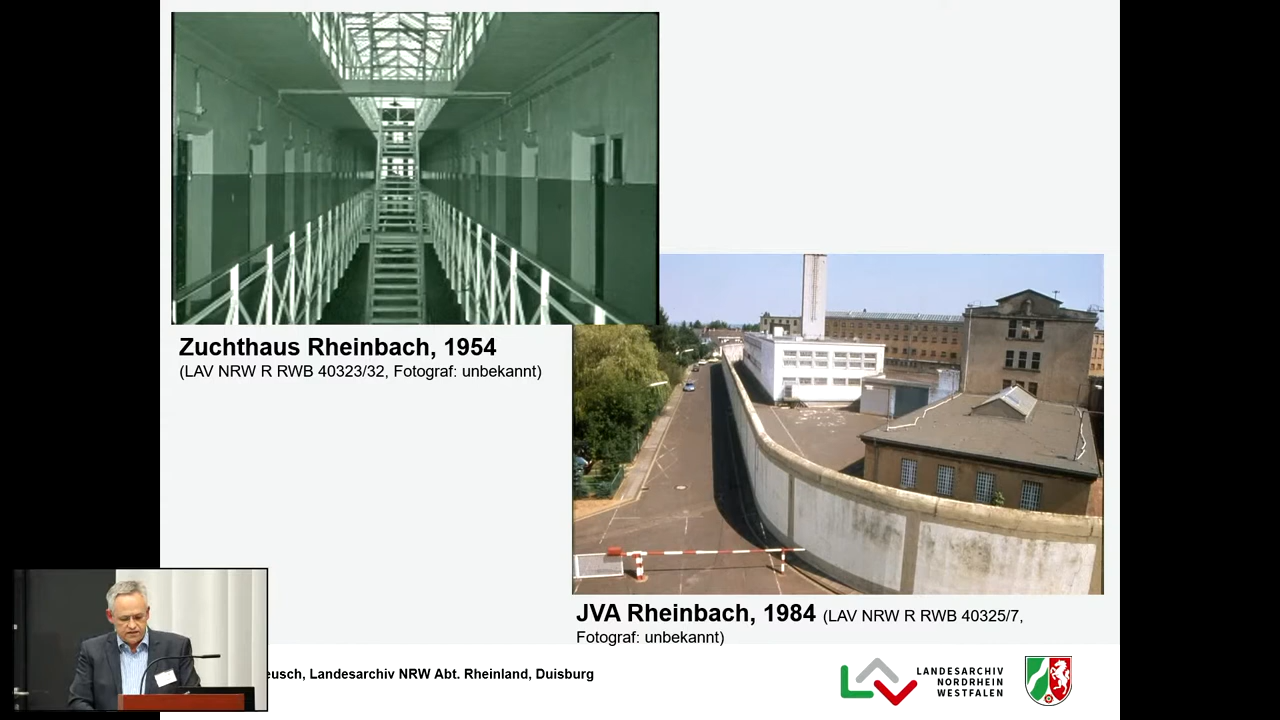 Zuchthaus Rheinbach, 1954
(LAV NRW R RWB 40323/32, Fotograf: unbekannt)
JVA Rheinbach, 1984 (LAV NRW R RWB 40325/7,
Fotograf: unbekannt)
Landesarchiv NRW Abt. Rheinland, Duisburg
LANDESARCHIV
NORDRHEIN
WESTFALEN